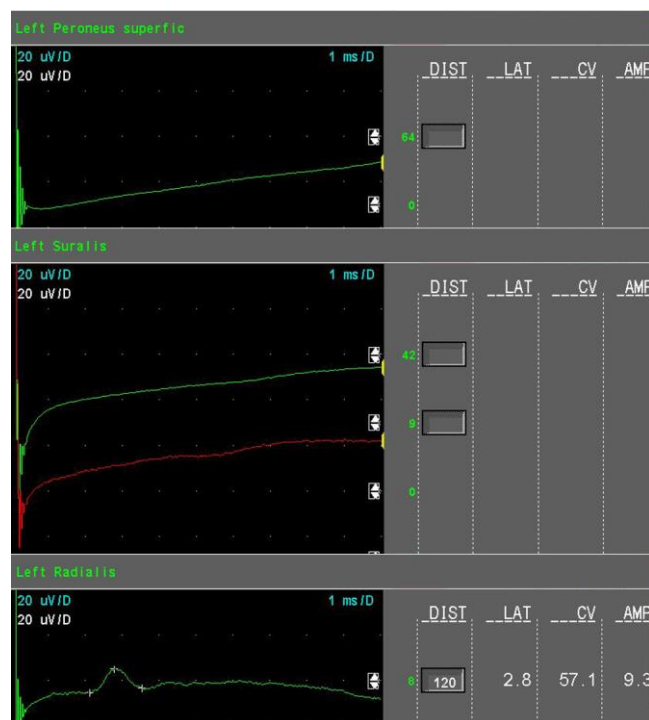 Left Peroneus superfic
20 uV/D 1 ms/D
20 uV/D
DIST LAT CV AMP
64
0
Left Suralis
20 uV/D 1 ms/D
20 uV/D
DIST LAT CV AMP
42
9
0
Left Radialis
20 uV/D 1 ms/D
20 uV/D
DIST LAT CV AMP
8 120 2.8 57.1 9.3